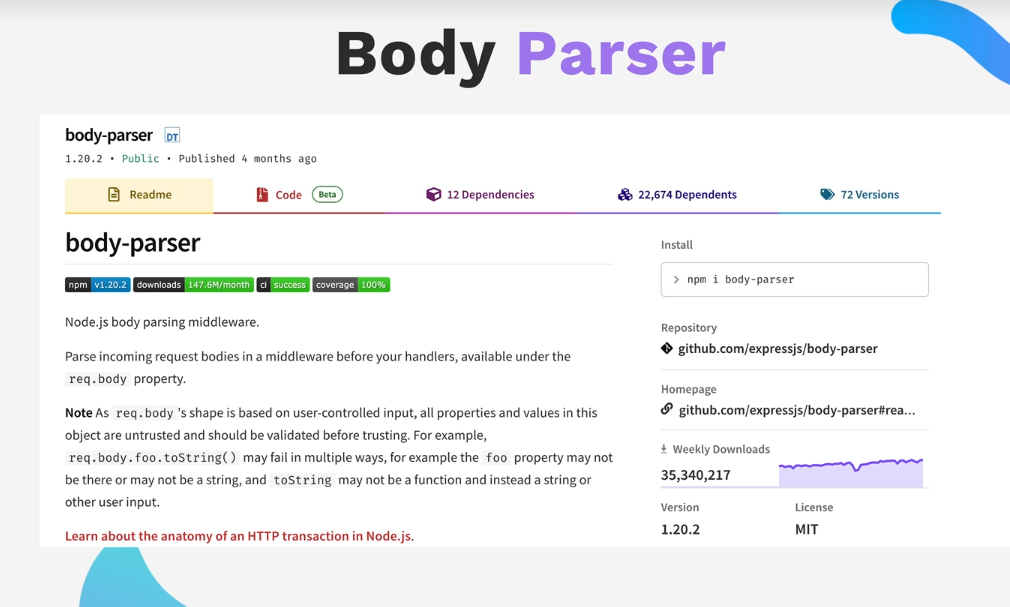 Body Parser
body-parser DT
1.20.2 • Public • Published 4 months ago
Readme
Code Beta
12 Dependencies
22,674 Dependents
72 Versions
body-parser
npm v1.20.2 downloads 147.6M/month ci success coverage 100%
Node.js body parsing middleware.
Parse incoming request bodies in a middleware before your handlers, available under the
req.body property.
Note As req.body 's shape is based on user-controlled input, all properties and values in this
object are untrusted and should be validated before trusting. For example,
req.body.foo.toString() may fail in multiple ways, for example the foo property may not
be there or may not be a string, and toString may not be a function and instead a string or
other user input.
Learn about the anatomy of an HTTP transaction in Node.js.
Install
> npm i body-parser
Repository
github.com/expressjs/body-parser
Homepage
github.com/expressjs/body-parser#rea...
Weekly Downloads
35,340,217
Version
1.20.2
License
MIT